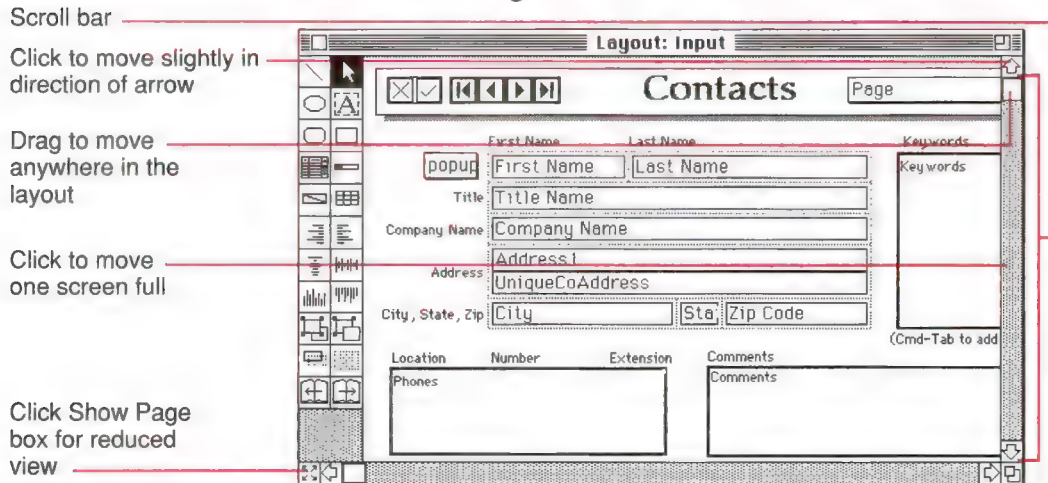 Scroll bar
Click to move slightly in
direction of arrow
Drag to move
anywhere in the
layout
Click to move
one screen full
Click Show Page
box for reduced
view
Layout: Input
Contacts
Page
A
First Name Last Name Keywords
popup First Name Last Name Keywords
Title Title Name
Company Name Company Name
Address Address1
UniqueCoAddress
City, State, Zip City Sta Zip Code
(Cmd-Tab to add
Location Number Extension Comments
Phones Comments